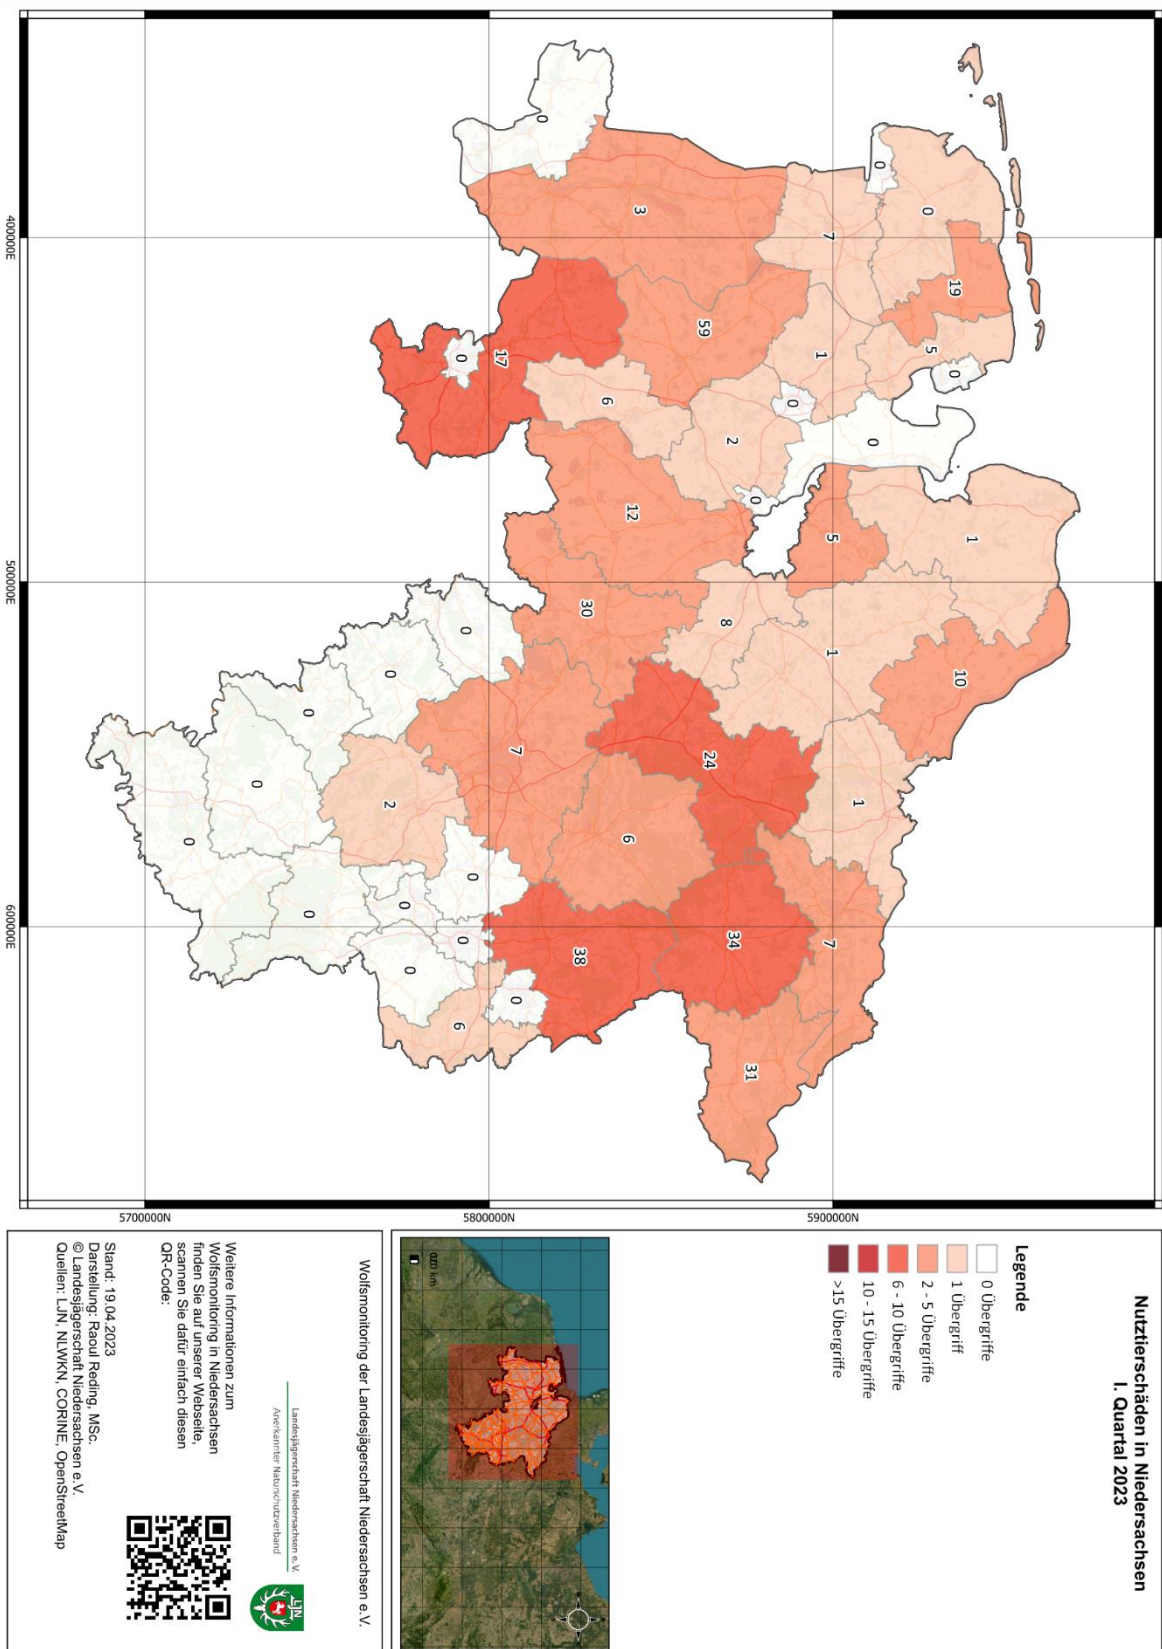 Nutztierschäden in Niedersachsen
I. Quartal 2023
Legende
0 Übergriffe
1 Übergriff
2 - 5 Übergriffe
6 - 10 Übergriffe
10 - 15 Übergriffe
>15 Übergriffe
5900000N
5800000N
5700000N
400000E
500000E
600000E
0
0
7
19
5
0
1
0
0
3
59
17
0
6
2
0
12
5
1
1
8
10
30
24
1
7
6
34
7
31
38
0
0
0
0
0
2
0
0
0
0
0
0
6
Wolfsmonitoring der Landesjägerschaft Niedersachsen e.V.
Landesjägerschaft Niedersachsen e. V.
Anerkannter Naturschutzverband
LJN
Weitere Informationen zum
Wolfsmonitoring in Niedersachsen
finden Sie auf unserer Webseite,
scannen Sie dafür einfach diesen
QR-Code:
Stand: 19.04.2023
Darstellung: Raoul Reding, MSc.
© Landesjägerschaft Niedersachsen e.V.
Quellen: LJN, NLWKN, CORINE, OpenStreetMap